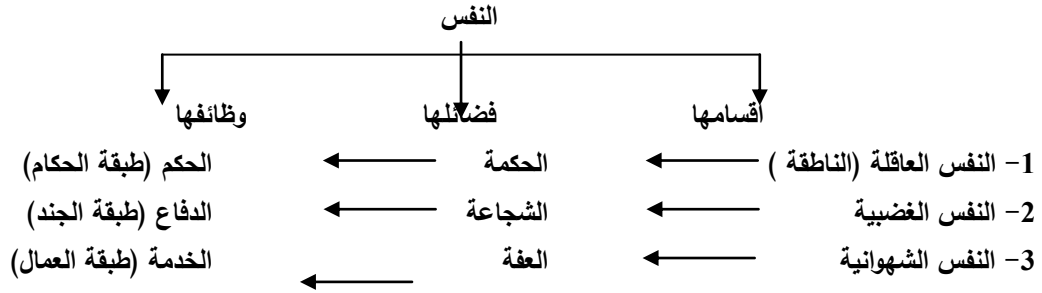 النفس
اقسامها فضائلها وظائفها
1- النفس العاقلة (الناطقة ) الحكمة الحكم (طبقة الحكام)
2- النفس الغضبية الشجاعة الدفاع (طبقة الجند)
3- النفس الشهوانية العفة الخدمة (طبقة العمال)